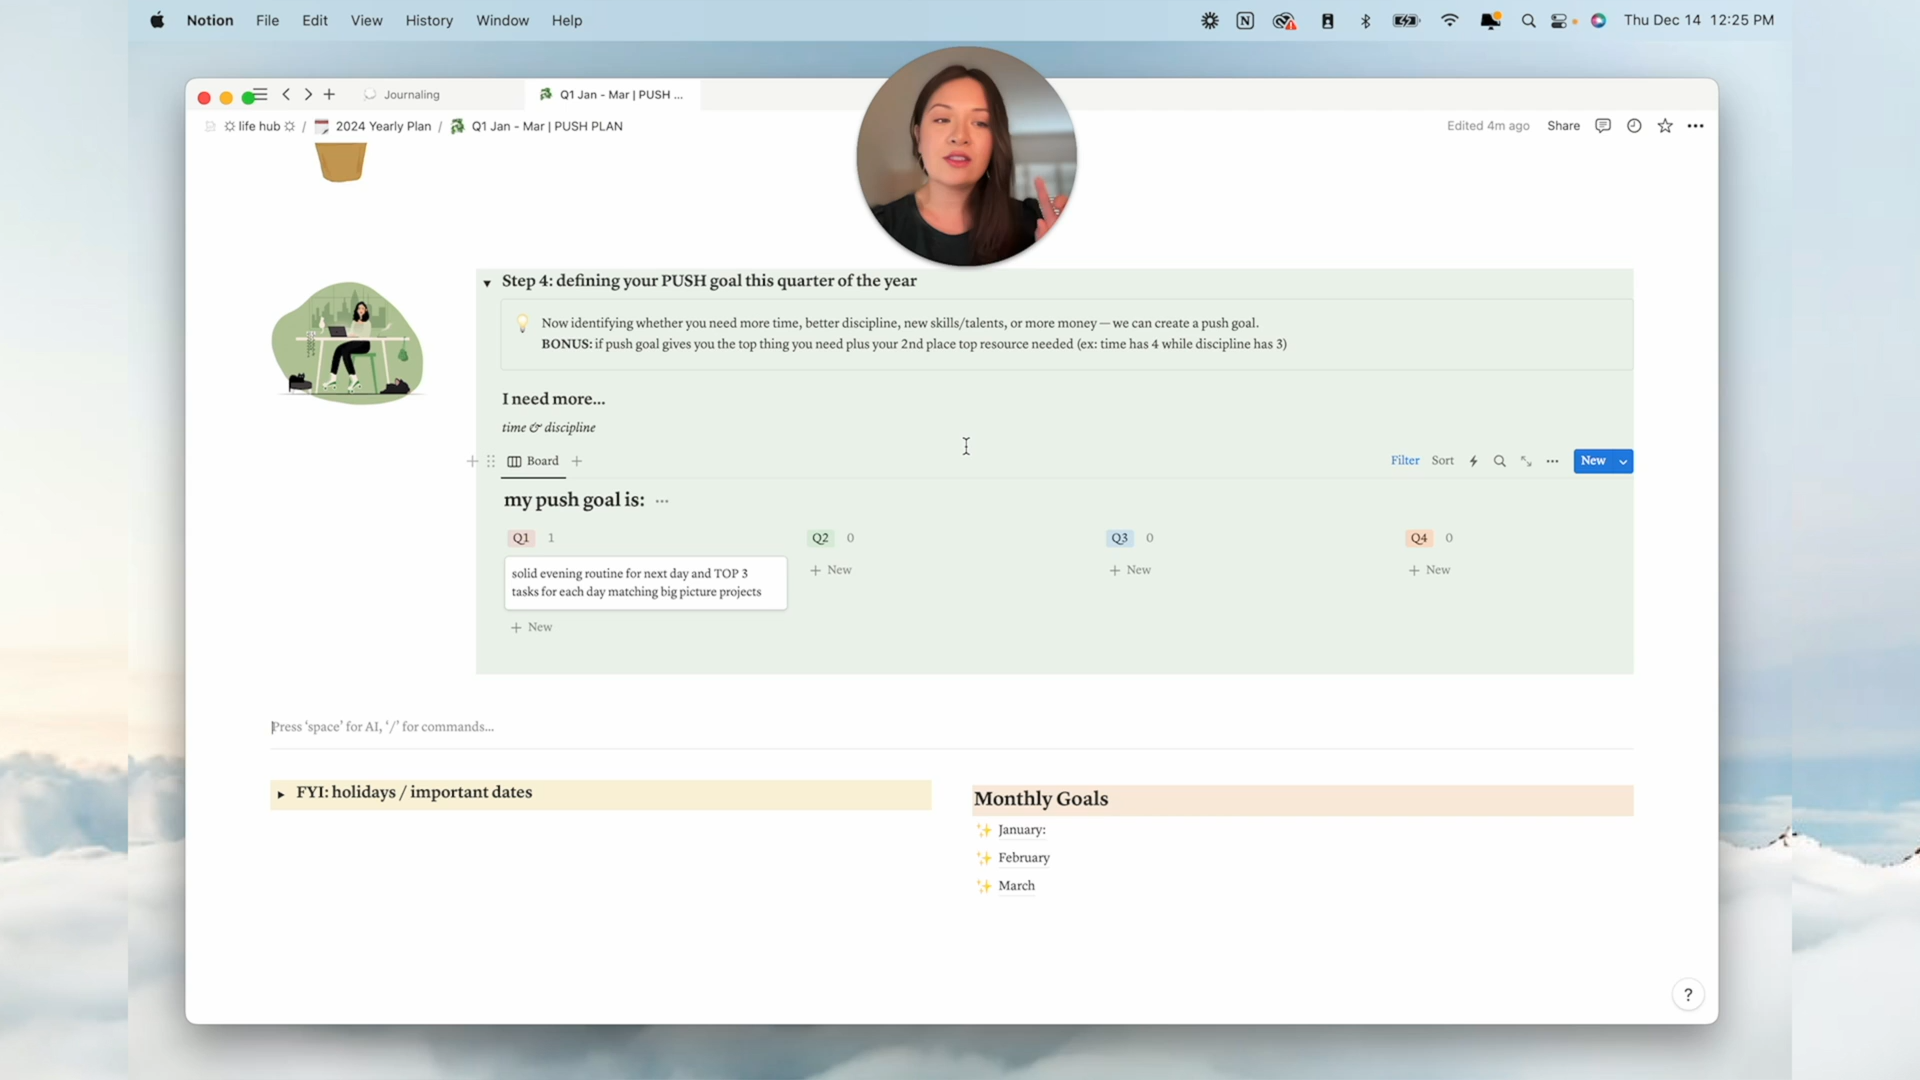 Notion File Edit View History Window Help Thu Dec 14 12:25 PM
Journaling Q1 Jan - Mar | PUSH ...
life hub / 2024 Yearly Plan / Q1 Jan - Mar | PUSH PLAN Edited 4m ago Share
Step 4: defining your PUSH goal this quarter of the year
Now identifying whether you need more time, better discipline, new skills/talents, or more money — we can create a push goal.
BONUS: if push goal gives you the top thing you need plus your 2nd place top resource needed (ex: time has 4 while discipline has 3)
I need more...
time & discipline
Board Filter Sort New
my push goal is:
Q1 1 Q2 0 Q3 0 Q4 0
solid evening routine for next day and TOP 3
tasks for each day matching big picture projects
+ New + New + New
+ New
Press ‘space’ for AI, ‘/’ for commands...
FYI: holidays / important dates
Monthly Goals
January:
February
March
?